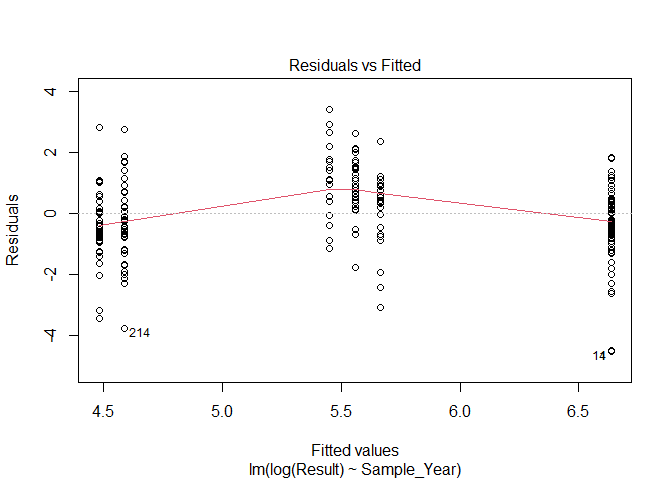 Residuals vs Fitted
Residuals
4
2
0
-2
-4
214
14
4.5 5.0 5.5 6.0 6.5
Fitted values
lm(log(Result) ~ Sample_Year)